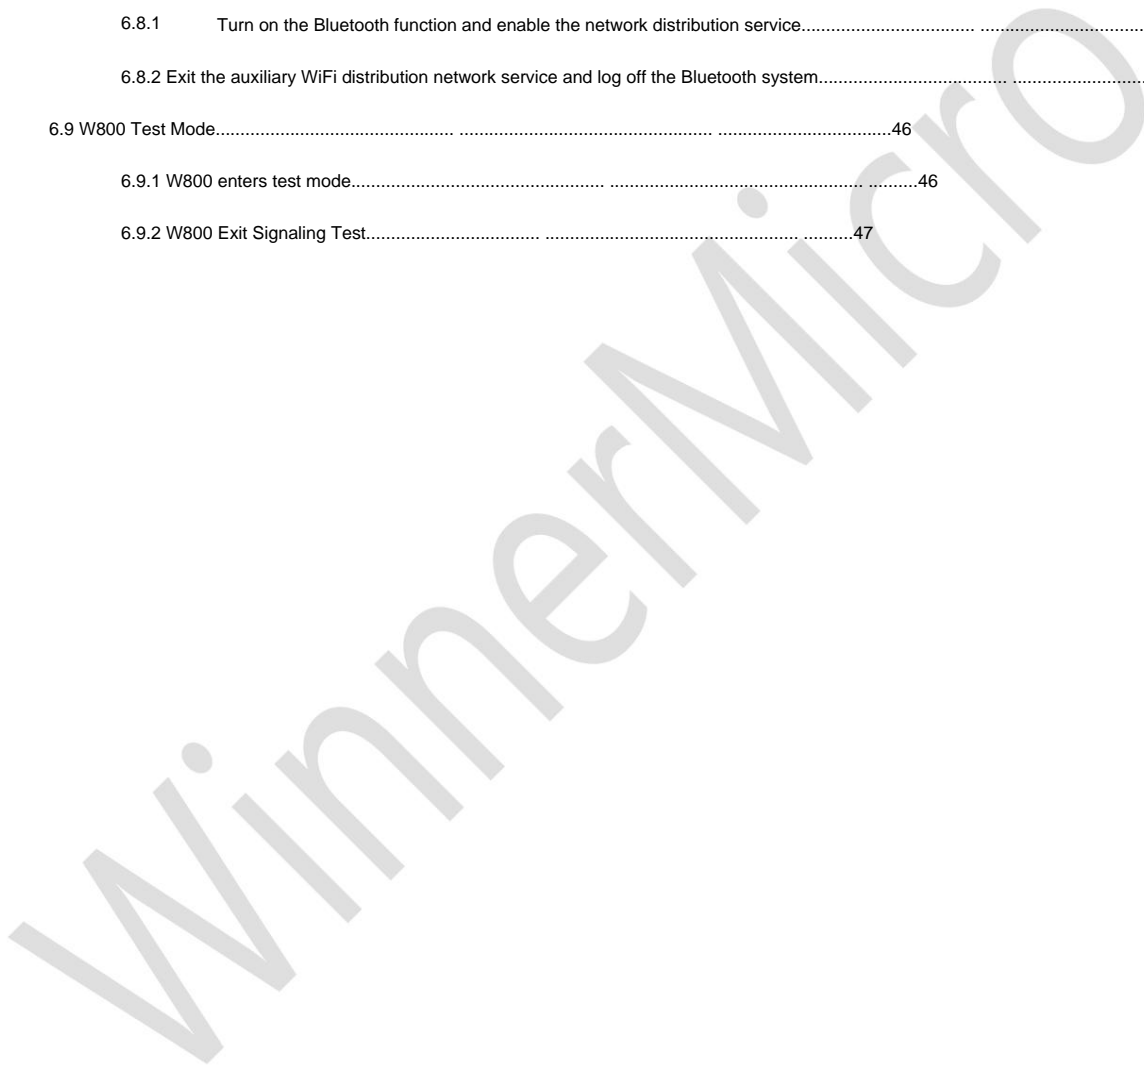 6.8.1 Turn on the Bluetooth function and enable the network distribution service................................... .................................
6.8.2 Exit the auxiliary WiFi distribution network service and log off the Bluetooth system...................................... ...........................
6.9 W800 Test Mode................................................ ................................................... ...................................46
6.9.1 W800 enters test mode................................................... ................................................... ..........46
6.9.2 W800 Exit Signaling Test................................... ................................................... ..........47
WinnerMicro